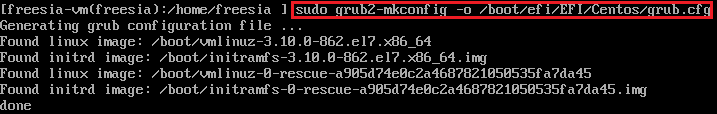 [freesia-vm(freesia):/home/freesia ] sudo grub2-mkconfig -o /boot/efi/EFI/Centos/grub.cfg
Generating grub configuration file ...
Found linux image: /boot/vmlinuz-3.10.0-862.el7.x86_64
Found initrd image: /boot/initramfs-3.10.0-862.el7.x86_64.img
Found linux image: /boot/vmlinuz-0-rescue-a905d74e0c2a4687821050535fa7da45
Found initrd image: /boot/initramfs-0-rescue-a905d74e0c2a4687821050535fa7da45.img
done